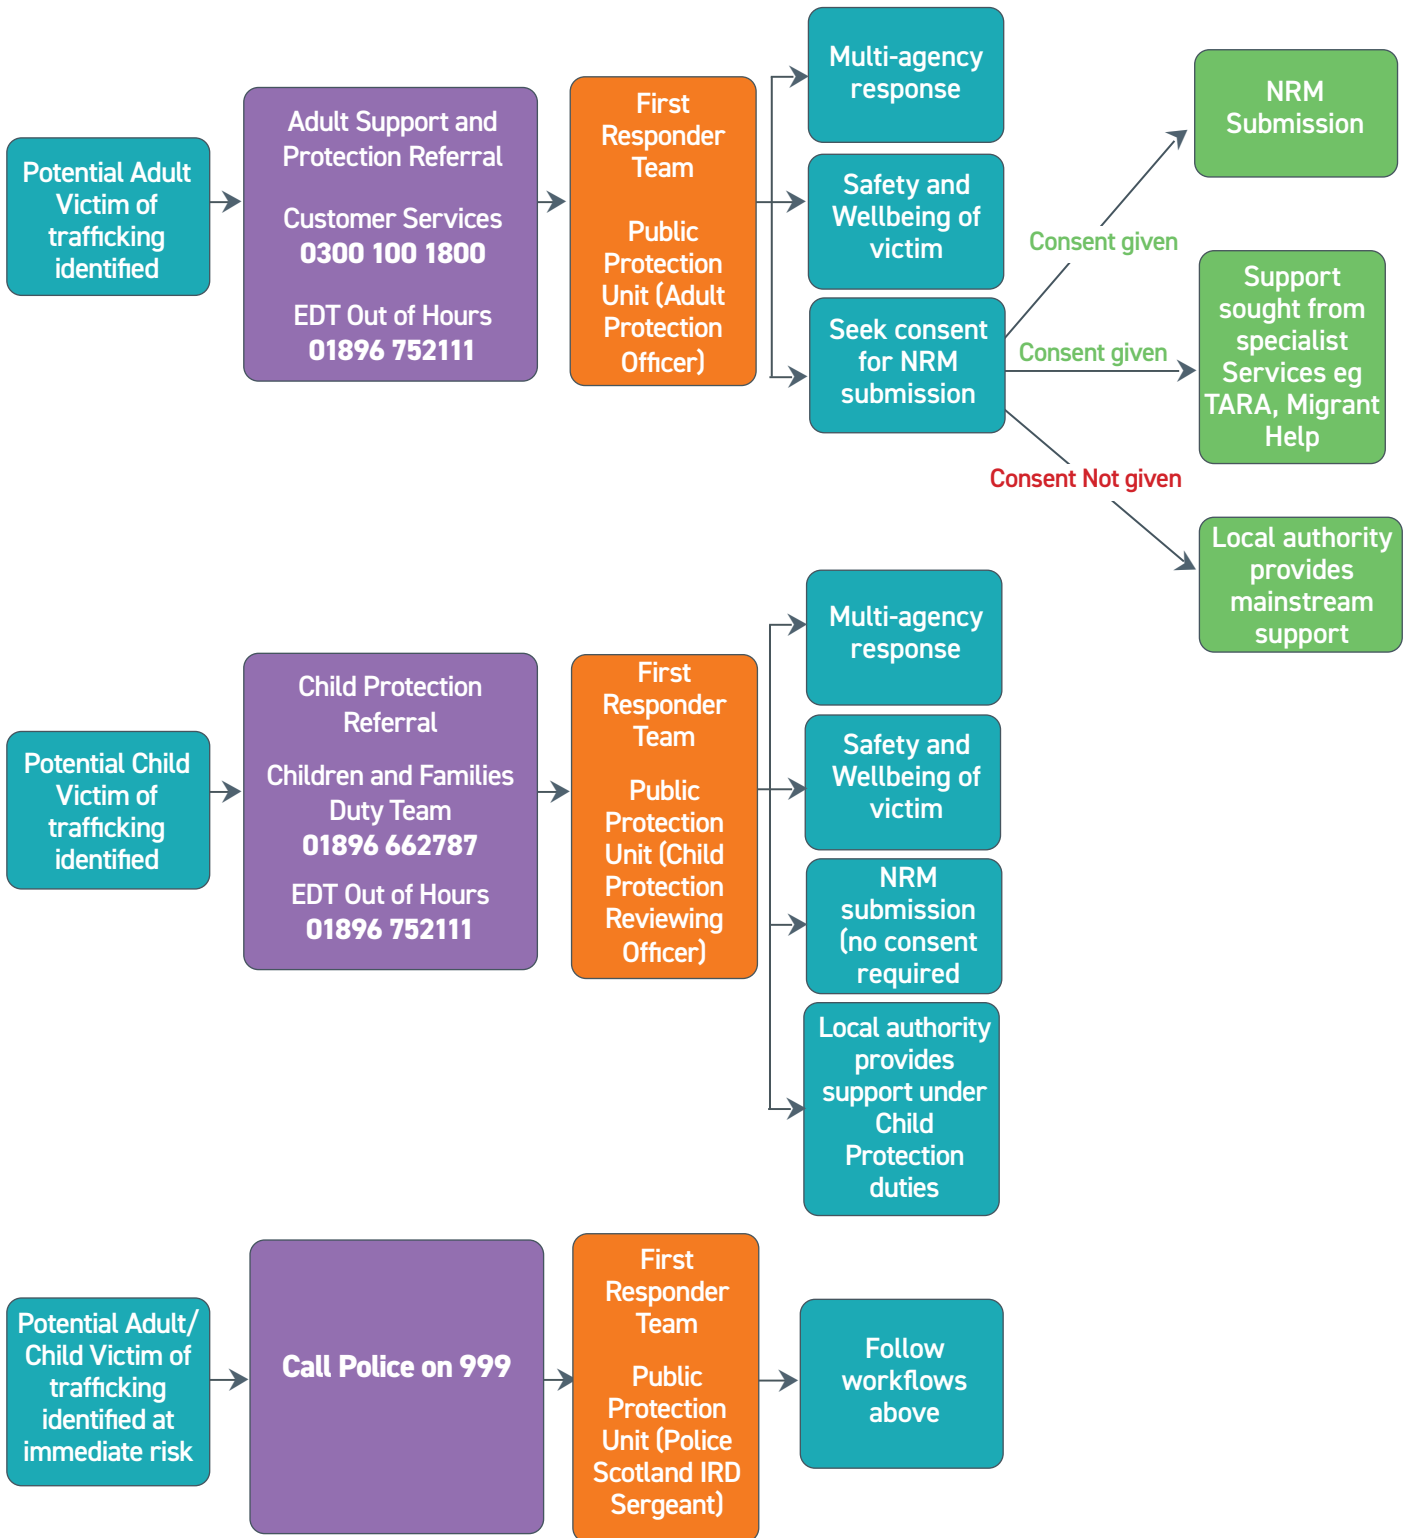 Potential Adult
Victim of
trafficking
identified
Adult Support and
Protection Referral
Customer Services
0300 100 1800
EDT Out of Hours
01896 752111
First
Responder
Team
Public
Protection
Unit (Adult
Protection
Officer)
Multi-agency
response
Safety and
Wellbeing of
victim
Seek consent
for NRM
submission
Consent given
Consent given
Consent Not given
NRM
Submission
Support
sought from
specialist
Services eg
TARA, Migrant
Help
Local authority
provides
mainstream
support
Potential Child
Victim of
trafficking
identified
Child Protection
Referral
Children and Families
Duty Team
01896 662787
EDT Out of Hours
01896 752111
First
Responder
Team
Public
Protection
Unit (Child
Protection
Reviewing
Officer)
Multi-agency
response
Safety and
Wellbeing of
victim
NRM
submission
(no consent
required
Local authority
provides
support under
Child
Protection
duties
Potential Adult/
Child Victim of
trafficking
identified at
immediate risk
Call Police on 999
First
Responder
Team
Public
Protection
Unit (Police
Scotland IRD
Sergeant)
Follow
workflows
above